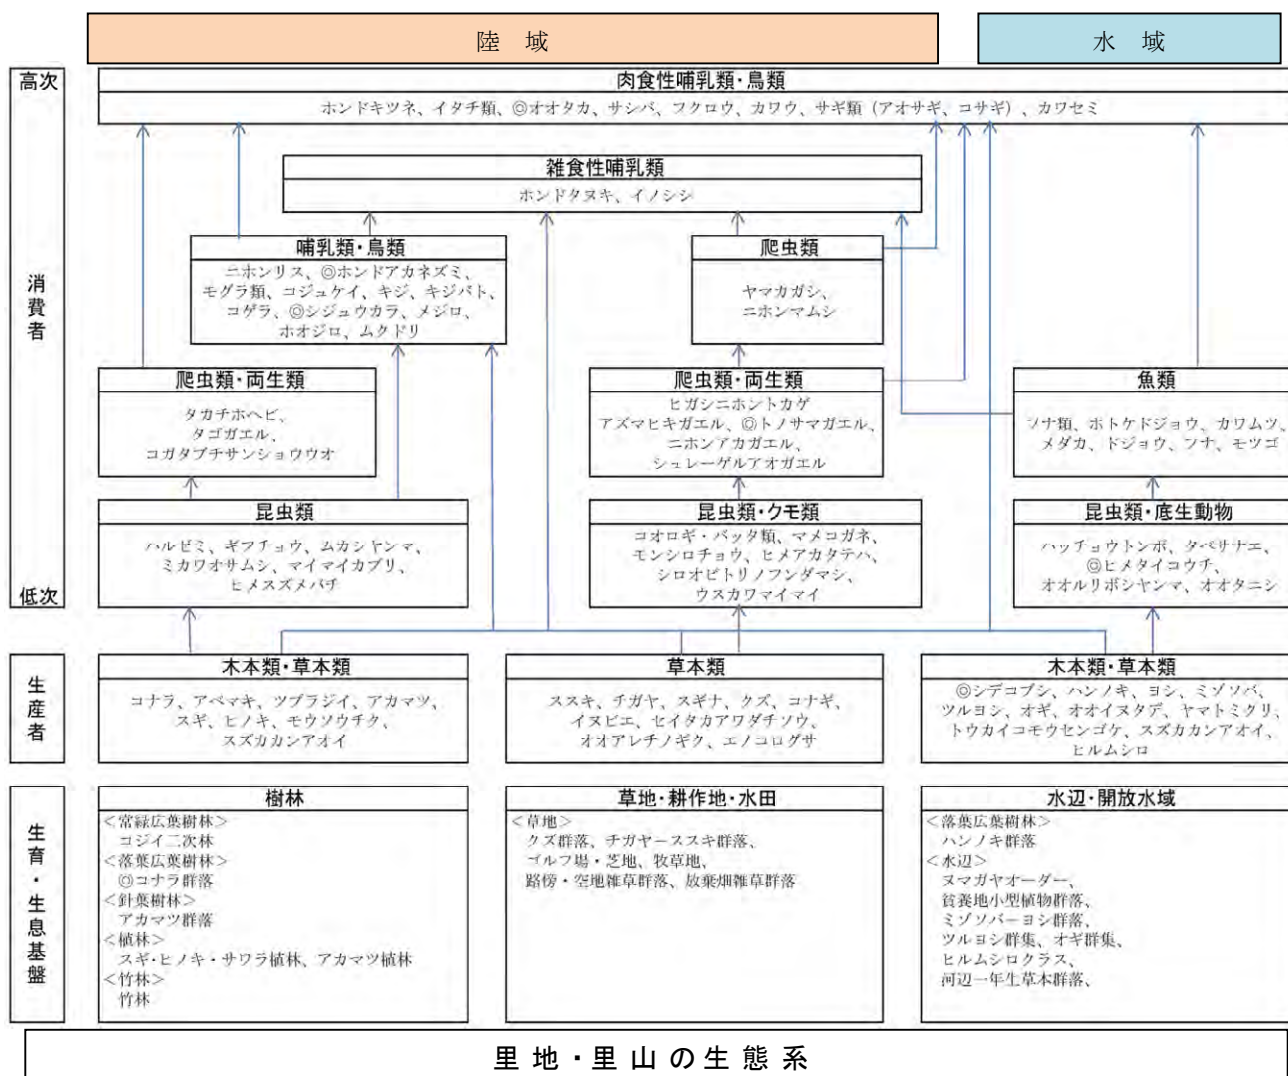 陸 域
水 域
高次
消費者
低次
肉食性哺乳類・鳥類
ホンドキツネ、イタチ類、◎オオタカ、サシバ、フクロウ、カワウ、サギ類（アオサギ、コサギ）、カワセミ
雑食性哺乳類
ホンドタヌキ、イノシシ
哺乳類・鳥類
ニホンリス、◎ホンドアカネズミ、
モグラ類、コジュケイ、キジ、キジバト、
コゲラ、◎シジュウカラ、メジロ、
ホオジロ、ムクドリ
爬虫類
ヤマカガシ、
ニホンマムシ
爬虫類・両生類
タカチホヘビ、
タゴガエル、
コガタブチサンショウウオ
爬虫類・両生類
ヒガシニホントカゲ
アズマヒキガエル、◎トノサマガエル、
ニホンアカガエル、
シュレーゲルアオガエル
魚類
フナ類、ホトケドジョウ、カワムツ、
メダカ、ドジョウ、フナ、モツゴ
昆虫類
ハルゼミ、ギフチョウ、ムカシヤンマ、
ミカワオサムシ、マイマイカブリ、
ヒメスズメバチ
昆虫類・クモ類
コオロギ・バッタ類、マメコガネ、
モンシロチョウ、ヒメアカタテハ、
シロオビトリノフンダマシ、
ウスカワマイマイ
昆虫類・底生動物
ハッチョウトンボ、タベサナエ、
◎ヒメタイコウチ、
オオルリボシヤンマ、オオタニシ
生産者
木本類・草本類
コナラ、アベマキ、ツブラジイ、アカマツ、
スギ、ヒノキ、モウソウチク、
スズカカンアオイ
草本類
ススキ、チガヤ、スギナ、クズ、コナギ、
イヌビエ、セイタカアワダチソウ、
オオアレチノギク、エノコログサ
木本類・草本類
◎シデコブシ、ハンノキ、ヨシ、ミゾソバ、
ツルヨシ、オギ、オオイヌタデ、ヤマトミクリ、
トウカイコモウセンゴケ、スズカカンアオイ、
ヒルムシロ
生育・生息基盤
樹林
＜常緑広葉樹林＞
コジイ二次林
＜落葉広葉樹林＞
◎コナラ群落
＜針葉樹林＞
アカマツ群落
＜植林＞
スギ・ヒノキ・サワラ植林、アカマツ植林
＜竹林＞
竹林
草地・耕作地・水田
＜草地＞
クズ群落、チガヤーススキ群落、
ゴルフ場・芝地、牧草地、
路傍・空地雑草群落、放棄畑雑草群落
水辺・開放水域
＜落葉広葉樹林＞
ハンノキ群落
＜水辺＞
ヌマガヤオーダー、
貧養地小型植物群落、
ミゾソバーヨシ群落、
ツルヨシ群集、オギ群集、
ヒルムシロクラス、
河辺一年生草本群落、
里地・里山の生態系